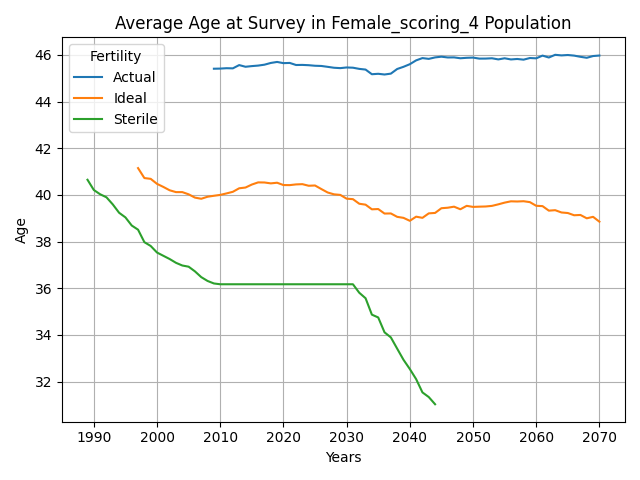 Average Age at Survey in Female_scoring_4 Population
Fertility
Actual
Ideal
Sterile
Age
46
44
42
40
38
36
34
32
1990
2000
2010
2020
2030
2040
2050
2060
2070
Years